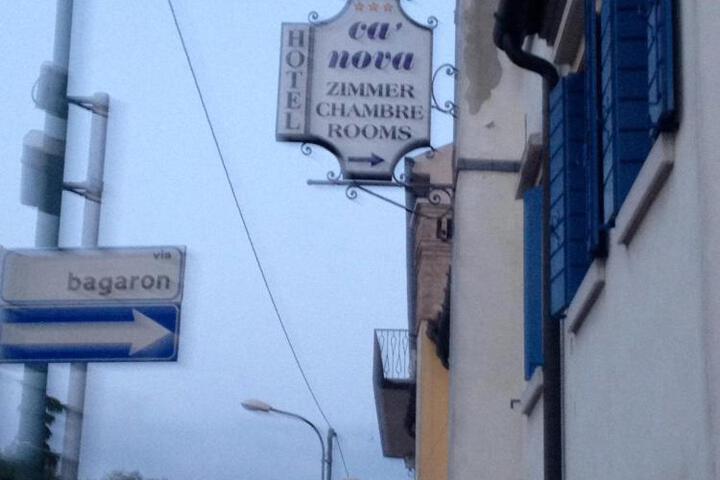 HOTEL
ca'
nova
ZIMMER
CHAMBRE
ROOMS
via
bagaron